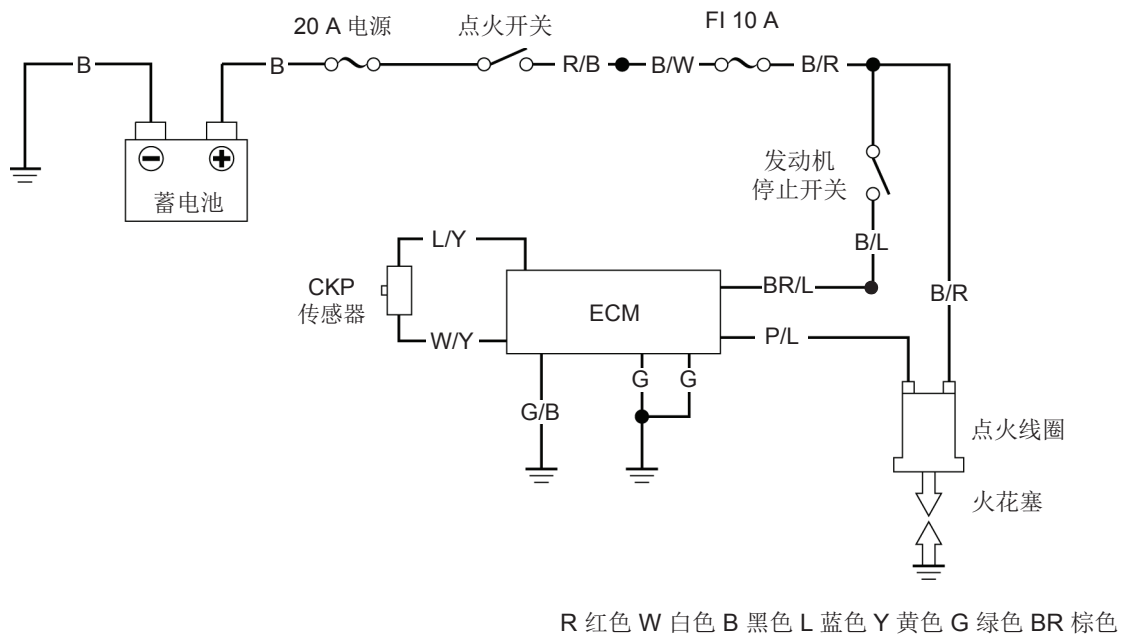 20 A 电源
点火开关
FI 10 A
B
B
R/B
B/W
B/R
蓄电池
发动机
停止开关
B/L
L/Y
CKP
传感器
W/Y
ECM
BR/L
P/L
B/R
G/B
G
G
点火线圈
火花塞
R 红色 W 白色 B 黑色 L 蓝色 Y 黄色 G 绿色 BR 棕色